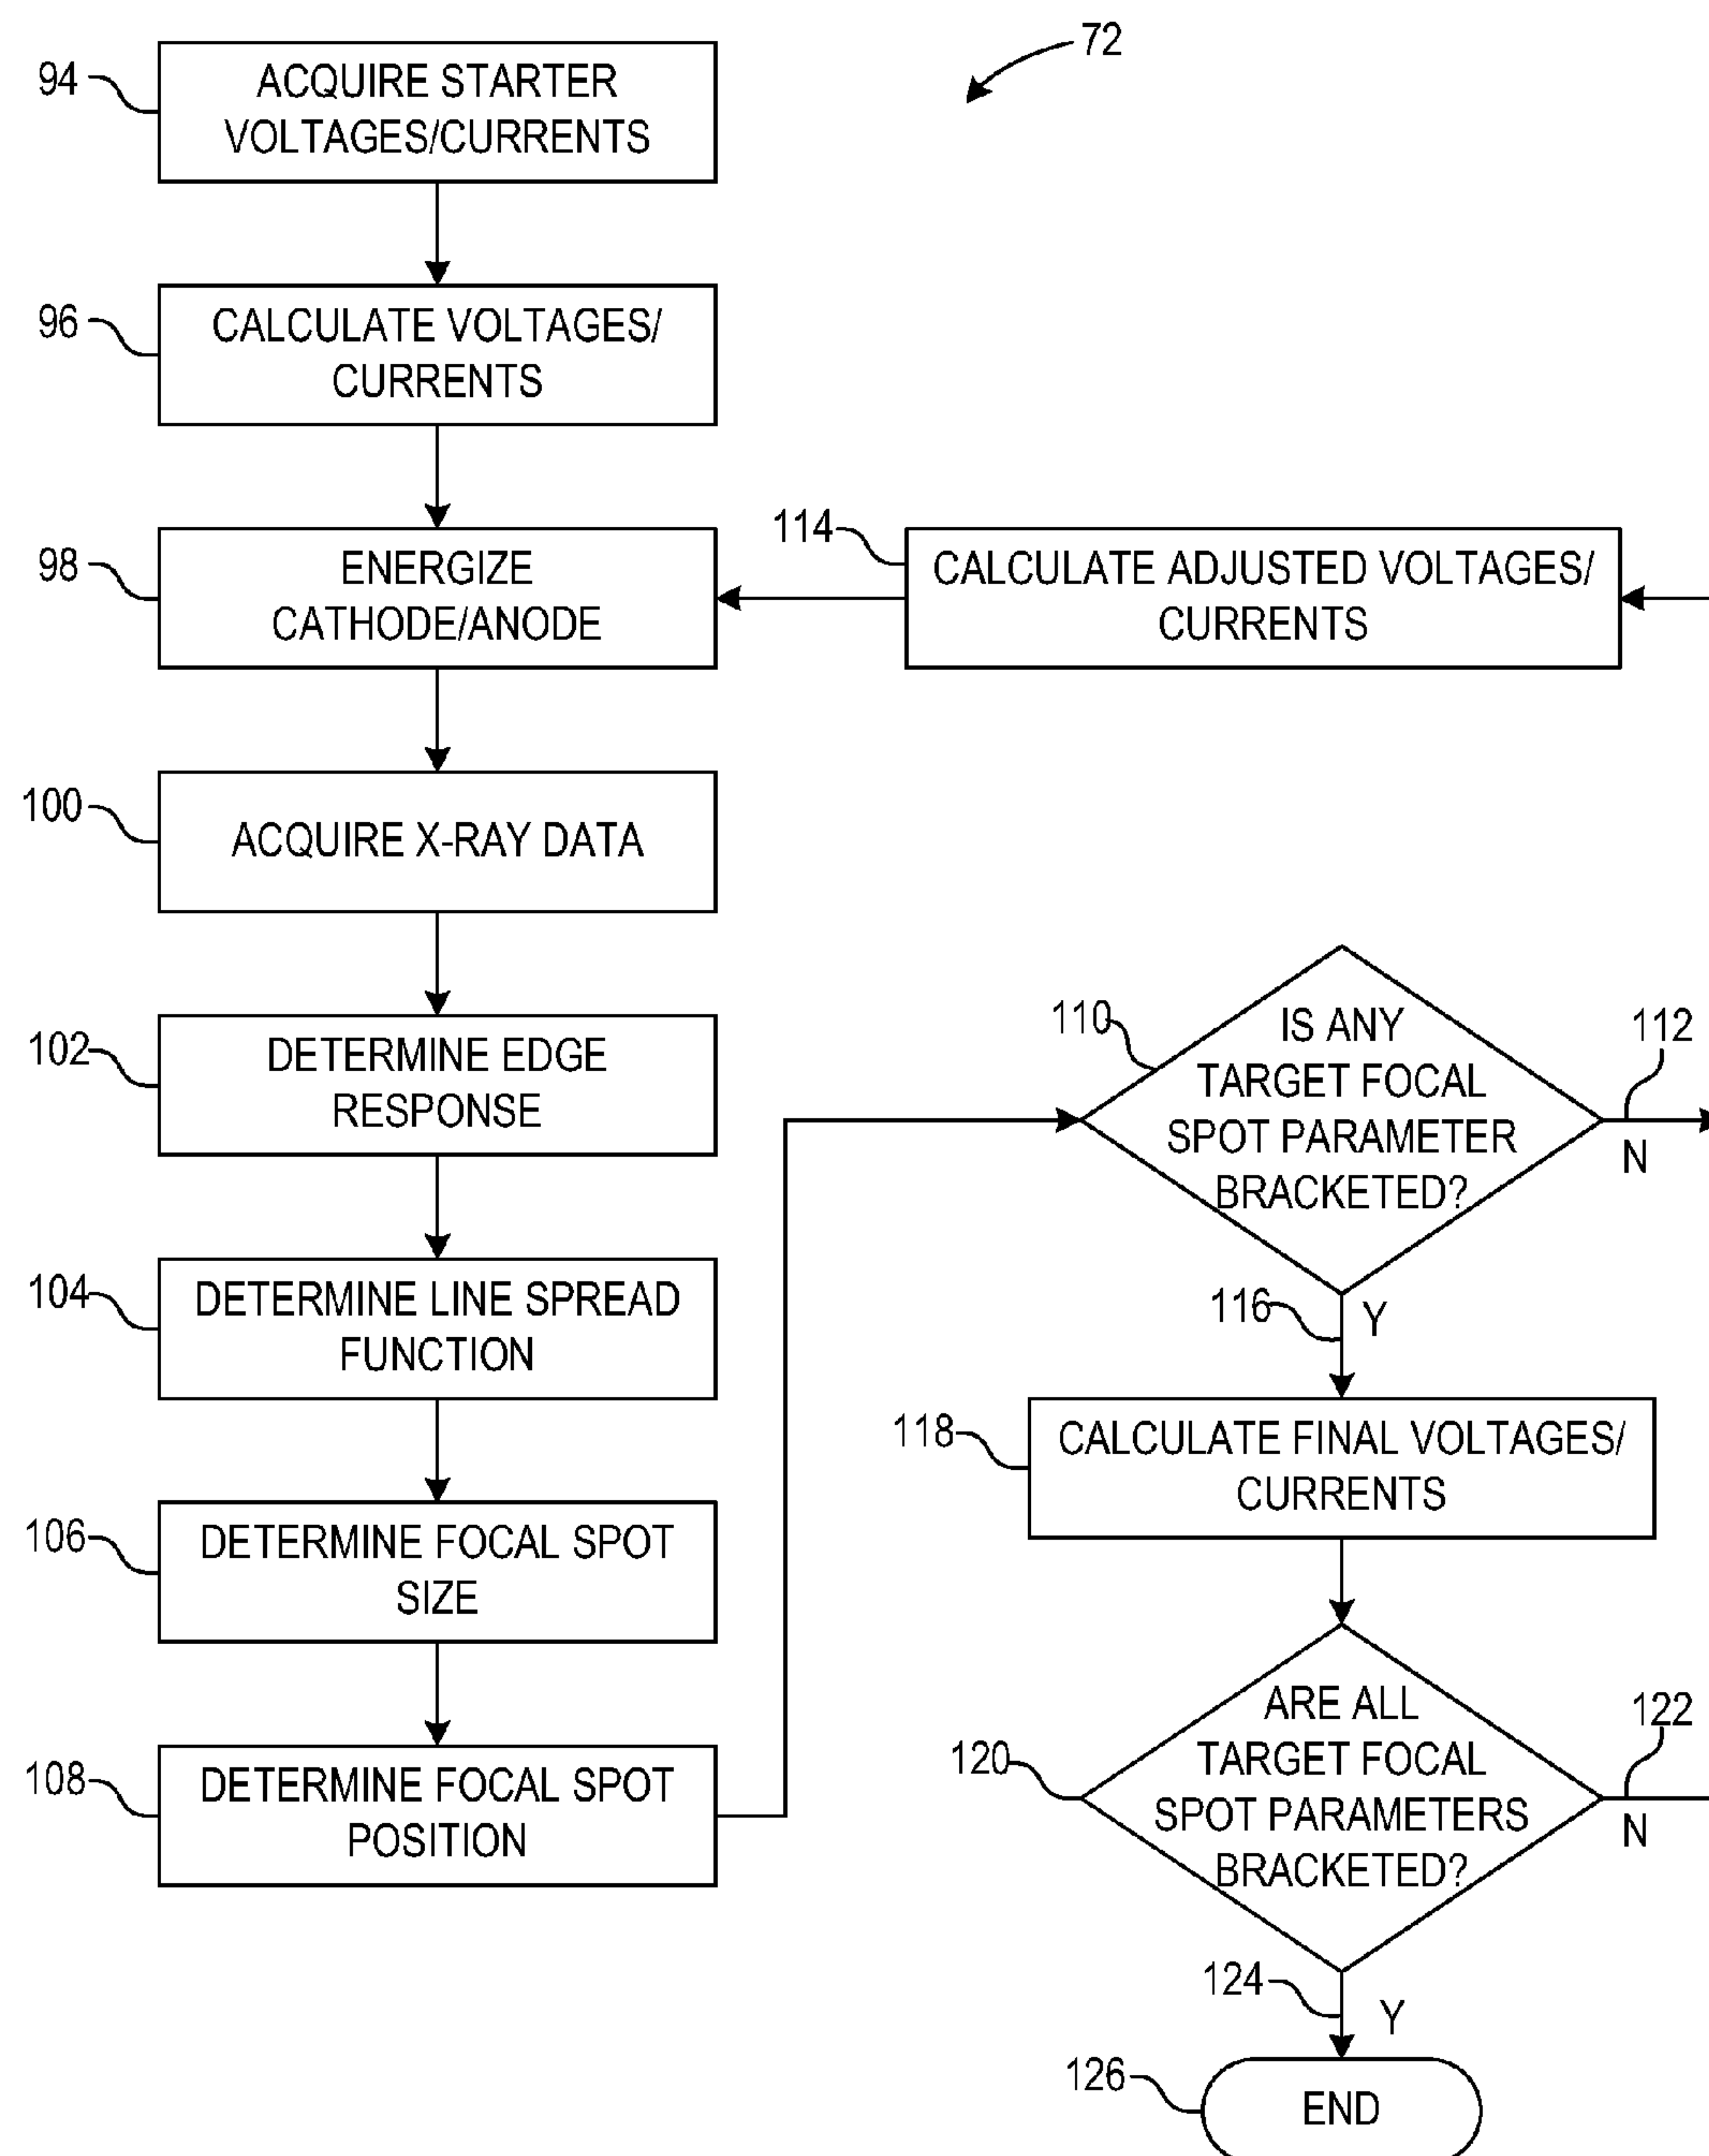 72
94
ACQUIRE STARTER
VOLTAGES/CURRENTS
96
CALCULATE VOLTAGES/
CURRENTS
98
ENERGIZE
CATHODE/ANODE
114
CALCULATE ADJUSTED VOLTAGES/
CURRENTS
100
ACQUIRE X-RAY DATA
102
DETERMINE EDGE
RESPONSE
104
DETERMINE LINE SPREAD
FUNCTION
106
DETERMINE FOCAL SPOT
SIZE
108
DETERMINE FOCAL SPOT
POSITION
110
IS ANY
TARGET FOCAL
SPOT PARAMETER
BRACKETED?
112
N
116
Y
118
CALCULATE FINAL VOLTAGES/
CURRENTS
120
ARE ALL
TARGET FOCAL
SPOT PARAMETERS
BRACKETED?
122
N
124
Y
126
END